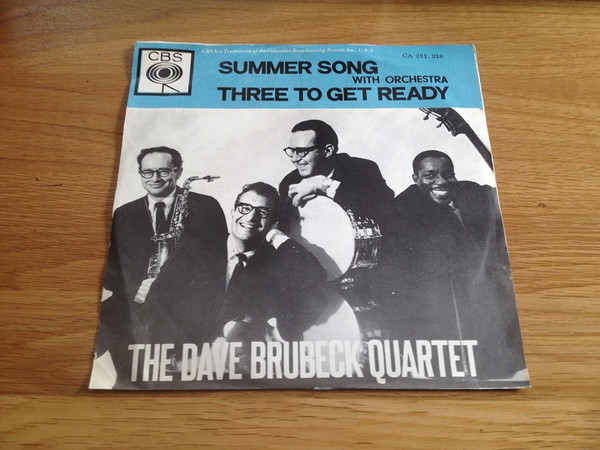 CBS is a Trademark of the Columbia Broadcasting System, Inc., U.S.A.
CA 281.216
CBS
SUMMER SONG
WITH ORCHESTRA
THREE TO GET READY
THE DAVE BRUBECK QUARTET